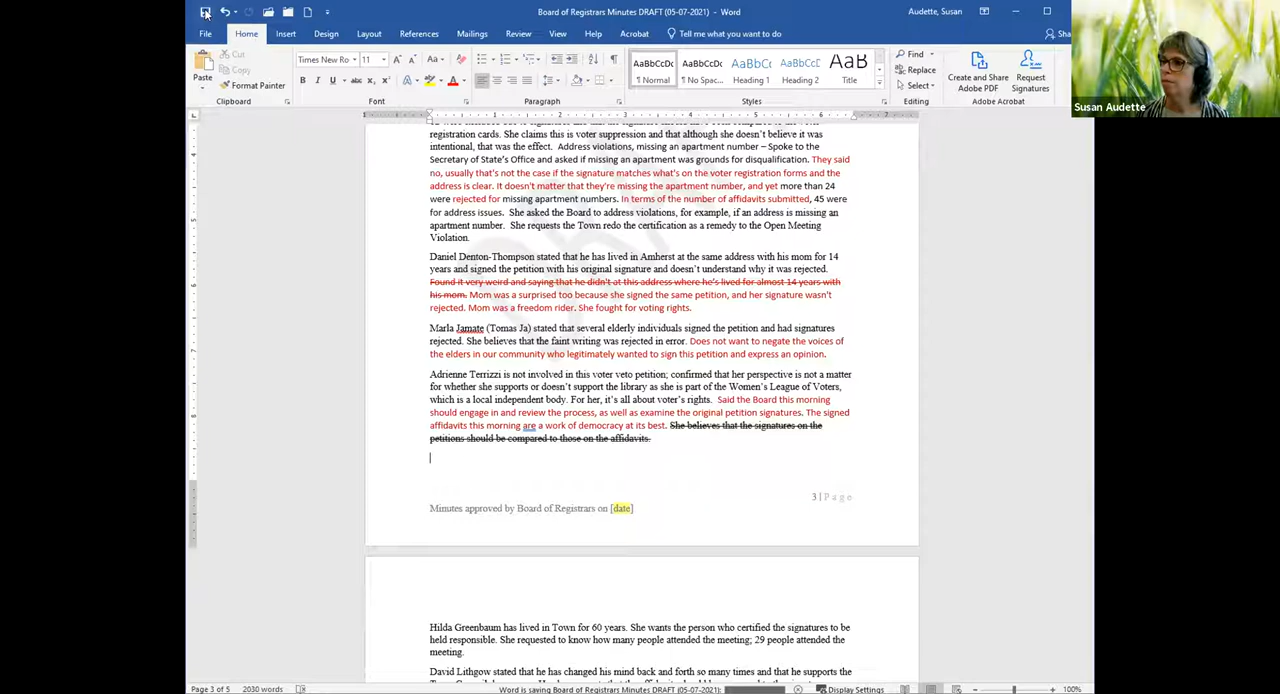 Board of Registrars Minutes DRAFT (05-07-2021) - Word
Audette, Susan
File Home Insert Design Layout References Mailings Review View Help Acrobat Tell me what you want to do Sha
Paste
Cut
Copy
Format Painter
Clipboard
Times New Ro 11
Font
Paragraph
AaBbCcDc AaBbCcDc AaBbCc AaBbCcD AaB
¶ Normal ¶ No Spac... Heading 1 Heading 2 Title
Styles
Find
Replace
Select
Editing
Create and Share Adobe PDF
Request Signatures
Adobe Acrobat
Susan Audette
registration cards. She claims this is voter suppression and that although she doesn't believe it was
intentional, that was the effect. Address violations, missing an apartment number – Spoke to the
Secretary of State's Office and asked if missing an apartment was grounds for disqualification. They said
no, usually that's not the case if the signature matches what's on the voter registration forms and the
address is clear. It doesn't matter that they're missing the apartment number, and yet more than 24
were rejected for missing apartment numbers. In terms of the number of affidavits submitted, 45 were
for address issues. She asked the Board to address violations, for example, if an address is missing an
apartment number. She requests the Town redo the certification as a remedy to the Open Meeting
Violation.
Daniel Denton-Thompson stated that he has lived in Amherst at the same address with his mom for 14
years and signed the petition with his original signature and doesn't understand why it was rejected.
Found it very weird and saying that he didn't at this address where he's lived for almost 14 years with
his mom. Mom was a surprised too because she signed the same petition, and her signature wasn't
rejected. Mom was a freedom rider. She fought for voting rights.
Marla Jamate (Tomas Ja) stated that several elderly individuals signed the petition and had signatures
rejected. She believes that the faint writing was rejected in error. Does not want to negate the voices of
the elders in our community who legitimately wanted to sign this petition and express an opinion.
Adrienne Terrizzi is not involved in this voter veto petition; confirmed that her perspective is not a matter
for whether she supports or doesn't support the library as she is part of the Women's League of Voters,
which is a local independent body. For her, it's all about voter's rights. Said the Board this morning
should engage in and review the process, as well as examine the original petition signatures. The signed
affidavits this morning are a work of democracy at its best. She believes that the signatures on the
petitions should be compared to those on the affidavits.
3 | P a g e
Minutes approved by Board of Registrars on [date]
Hilda Greenbaum has lived in Town for 60 years. She wants the person who certified the signatures to be
held responsible. She requested to know how many people attended the meeting; 29 people attended the
meeting.
David Lithgow stated that he has changed his mind back and forth so many times and that he supports the
Page 3 of 5 2030 words Word is saving Board of Registrars Minutes DRAFT (05-07-2021): Display Settings 100%